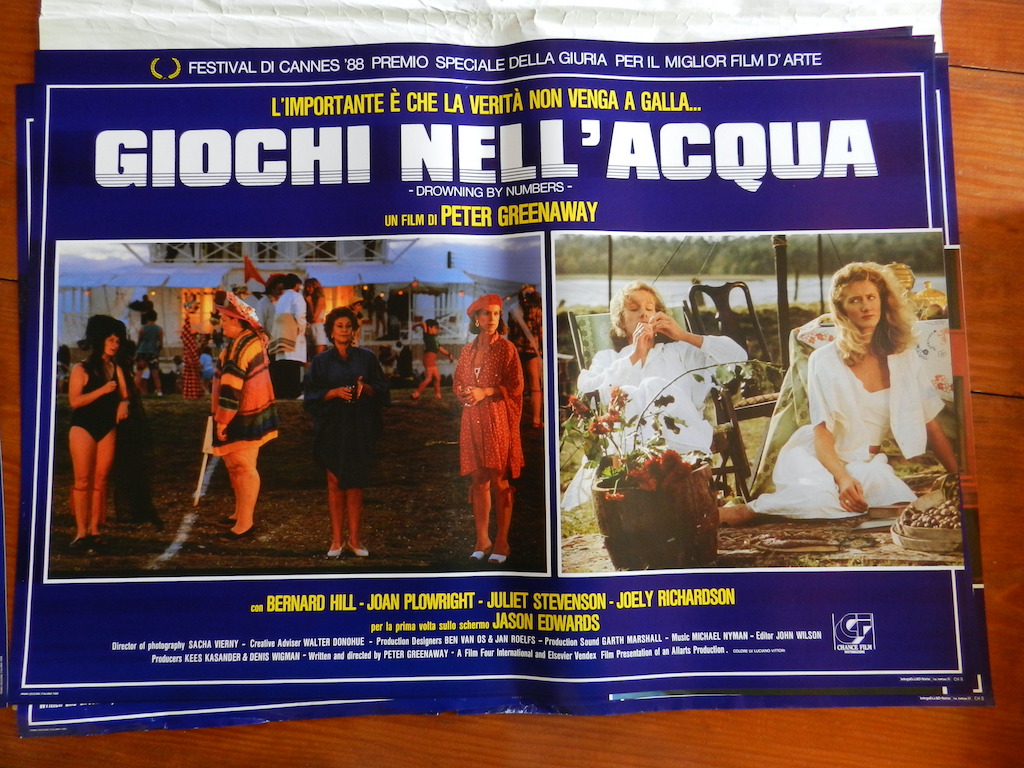 FESTIVAL DI CANNES '88 PREMIO SPECIALE DELLA GIURIA PER IL MIGLIOR FILM D'ARTE
L'IMPORTANTE È CHE LA VERITÀ NON VENGA A GALLA...
GIOCHI NELL'ACQUA
- DROWNING BY NUMBERS -
UN FILM DI PETER GREENAWAY
con BERNARD HILL - JOAN PLOWRIGHT - JULIET STEVENSON - JOELY RICHARDSON
per la prima volta sullo schermo JASON EDWARDS
Director of photography SACHA VIERNY - Creative Adviser WALTER DONOHUE - Production Designers BEN VAN OS & JAN ROELFS - Production Sound GARTH MARSHALL - Music MICHAEL NYMAN - Editor JOHN WILSON
Producers KEES KASANDER & DENIS WIGMAN - Written and directed by PETER GREENAWAY - A Film Four International and Elsevier Vendex Film Presentation of an Allarts Production.
CHANCE FILM